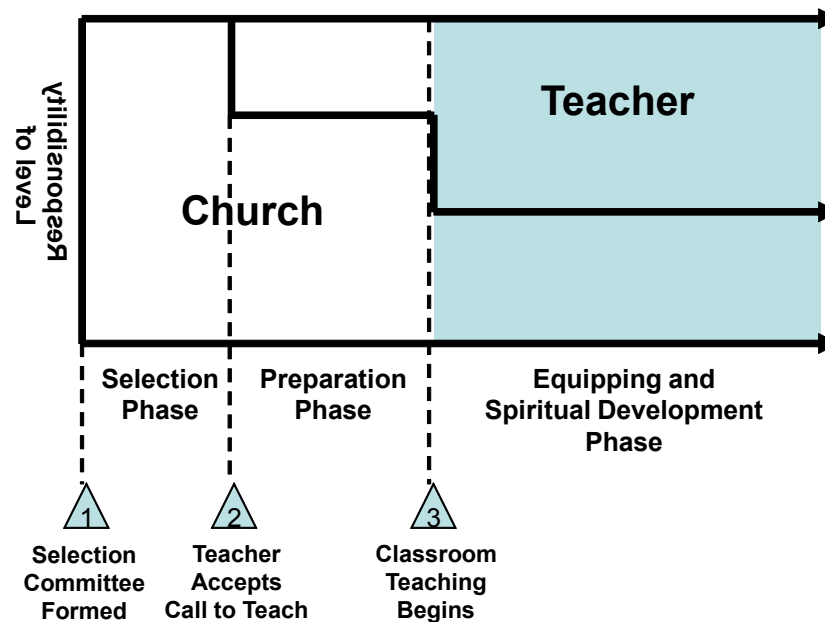 Level of
Responsibility
Teacher
Church
Selection
Phase
Preparation
Phase
Equipping and
Spiritual Development
Phase
1
2
3
Selection
Committee
Formed
Teacher
Accepts
Call to Teach
Classroom
Teaching
Begins